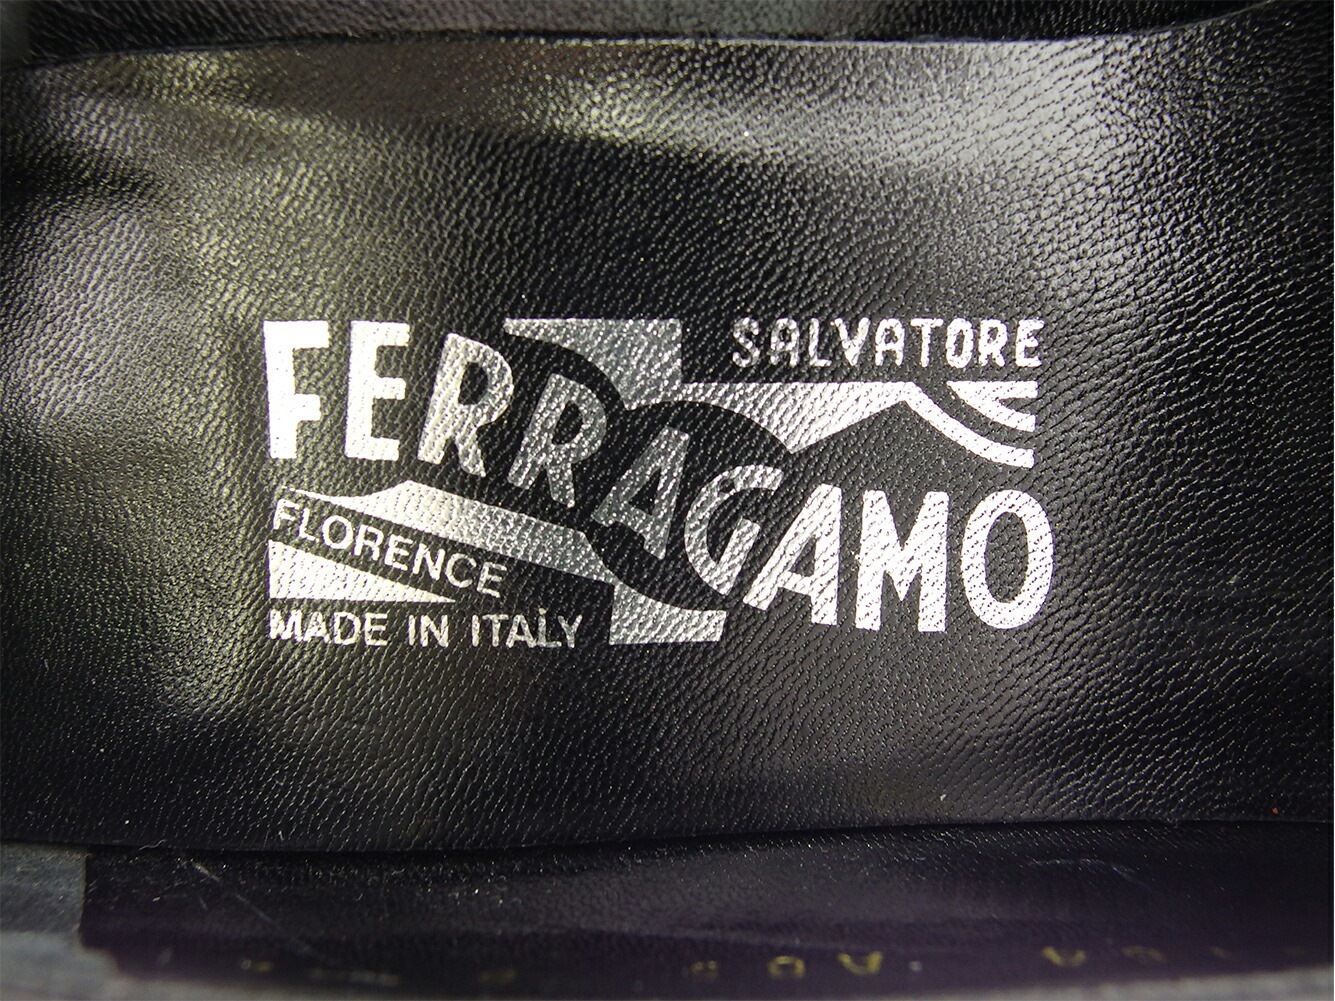 SALVATORE
FERRAGAMO
FLORENCE
MADE IN ITALY